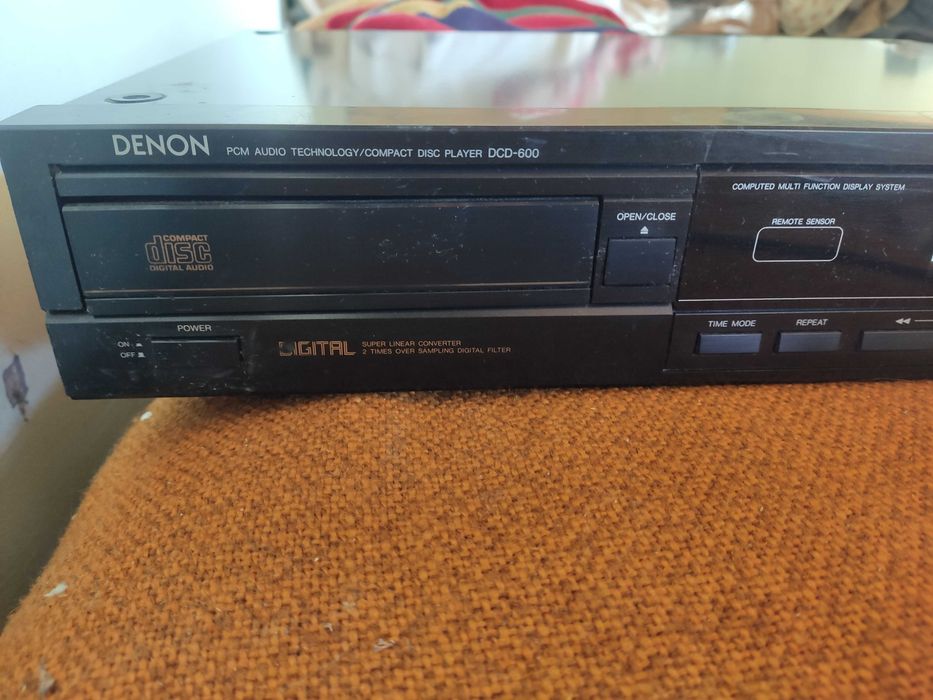 DENON PCM AUDIO TECHNOLOGY/COMPACT DISC PLAYER DCD-600
COMPUTED MULTI FUNCTION DISPLAY SYSTEM
OPEN/CLOSE
REMOTE SENSOR
COMPACT
disc
DIGITAL AUDIO
POWER
ON
OFF
DIGITAL
SUPER LINEAR CONVERTER
2 TIMES OVER SAMPLING DIGITAL FILTER
TIME MODE
REPEAT